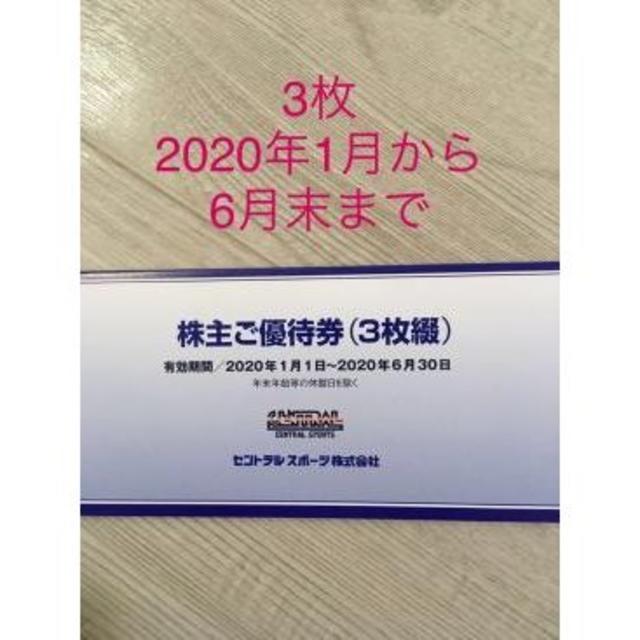 3枚
2020年1月から
6月末まで
株主ご優待券(3枚綴)
有効期間/2020年1月1日~2020年6月30日
年末年始等の休館日を除く
CENTRAL
CENTRAL SPORTS
セントラルスポーツ株式会社